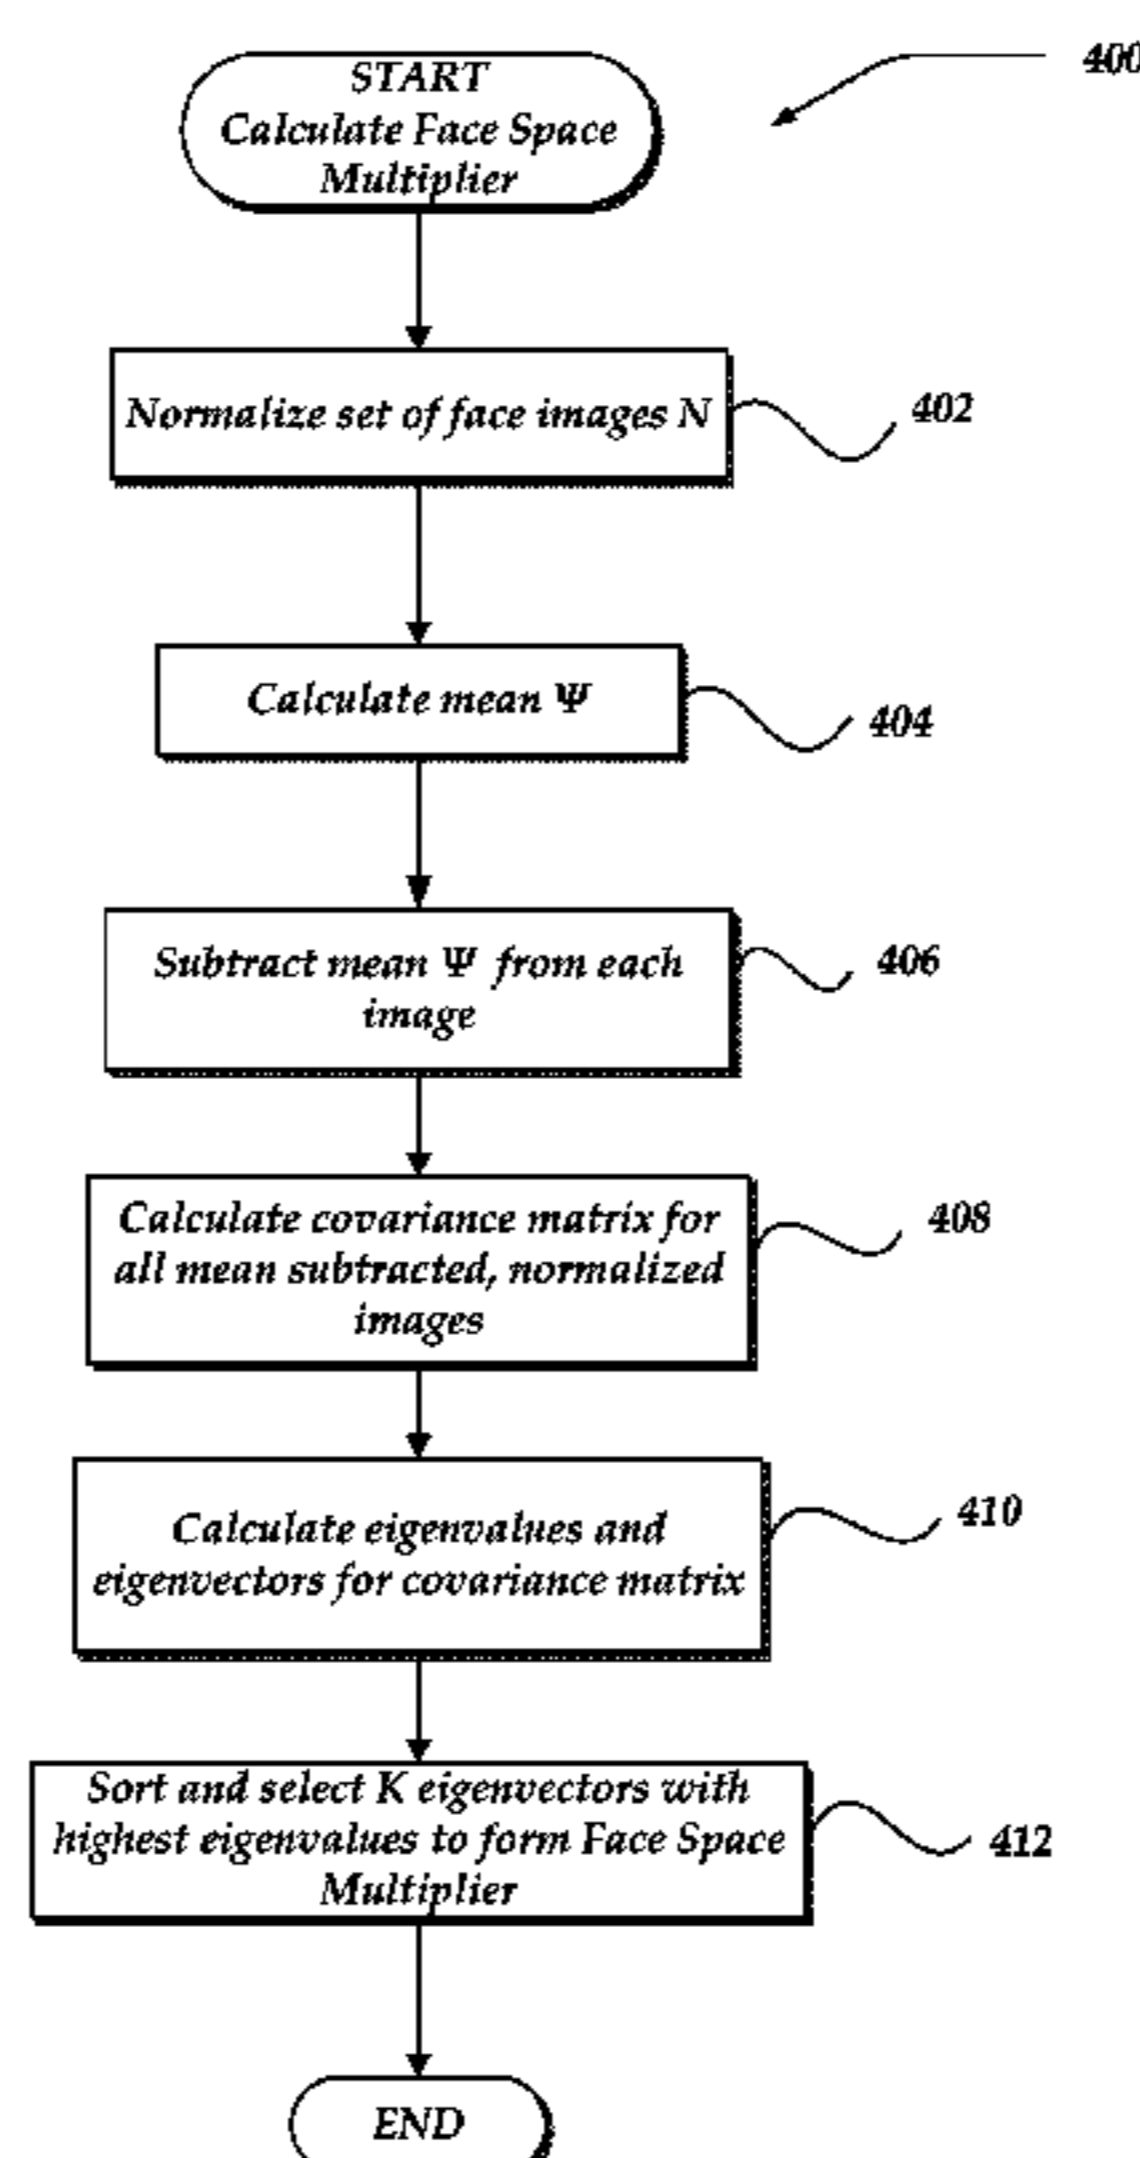 START
Calculate Face Space
Multiplier
400
Normalize set of face images N
402
Calculate mean Ψ
404
Subtract mean Ψ from each
image
406
Calculate covariance matrix for
all mean subtracted, normalized
images
408
Calculate eigenvalues and
eigenvectors for covariance matrix
410
Sort and select K eigenvectors with
highest eigenvalues to form Face Space
Multiplier
412
END